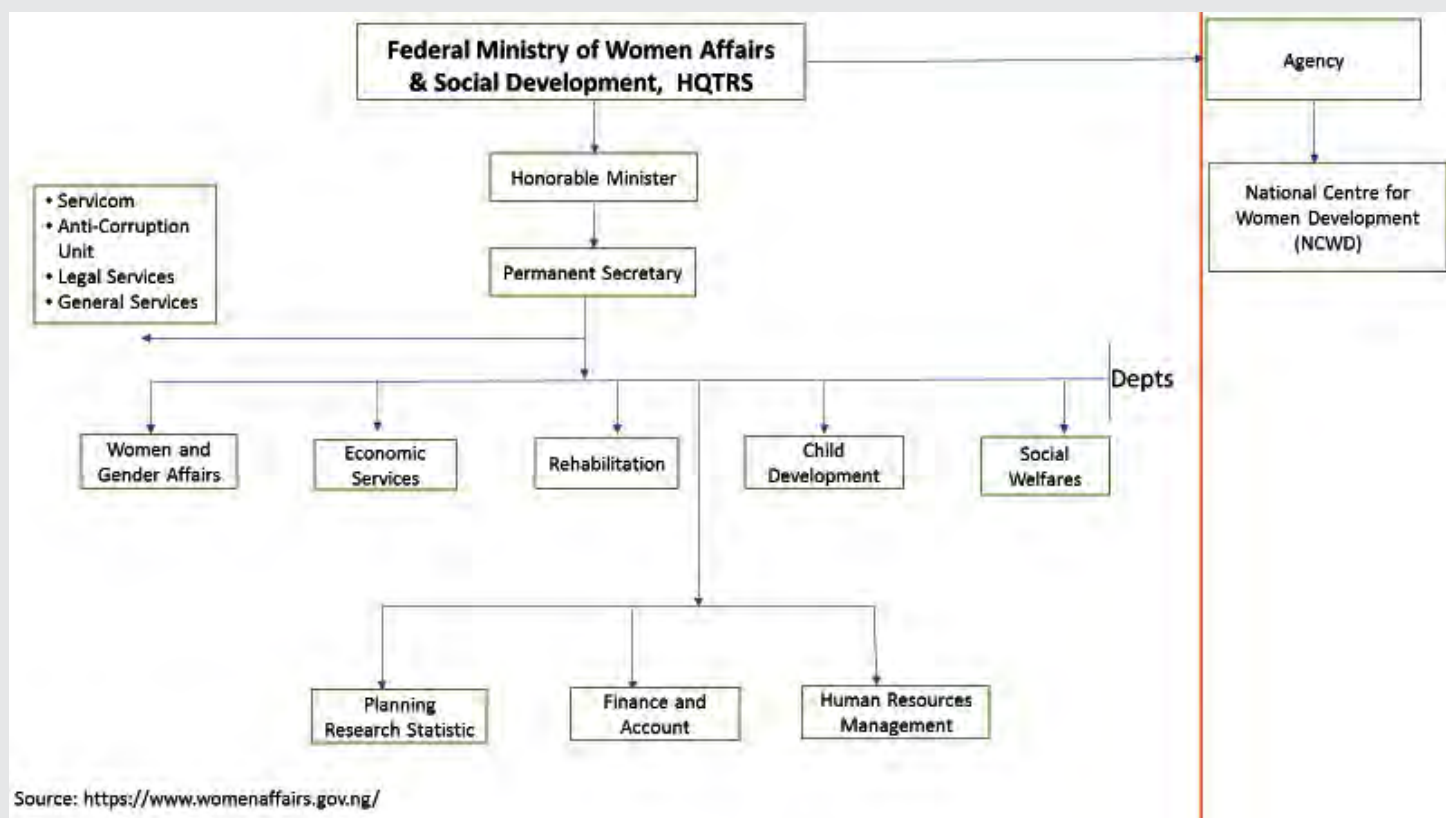 Federal Ministry of Women Affairs
& Social Development, HQTRS
Agency
Honorable Minister
National Centre for
Women Development
(NCWD)
• Servicom
• Anti-Corruption
Unit
• Legal Services
• General Services
Permanent Secretary
Depts
Women and
Gender Affairs
Economic
Services
Rehabilitation
Child
Development
Social
Welfares
Planning
Research Statistic
Finance and
Account
Human Resources
Management
Source: https://www.womenaffairs.gov.ng/